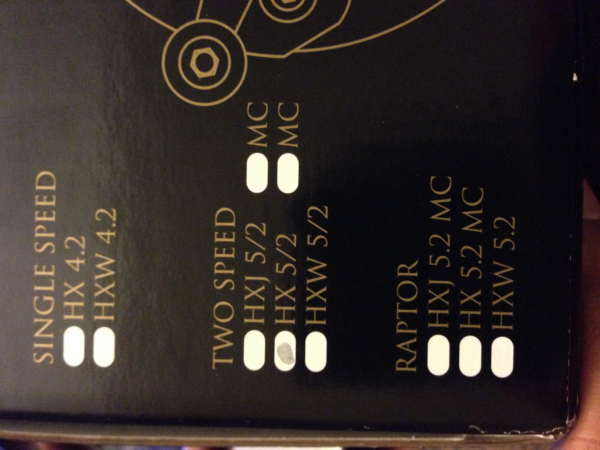 SINGLE SPEED
HX 4.2
HXW 4.2
TWO SPEED
HXJ 5/2 MC
HX 5/2 MC
HXW 5/2
RAPTOR
HXJ 5.2 MC
HX 5.2 MC
HXW 5.2